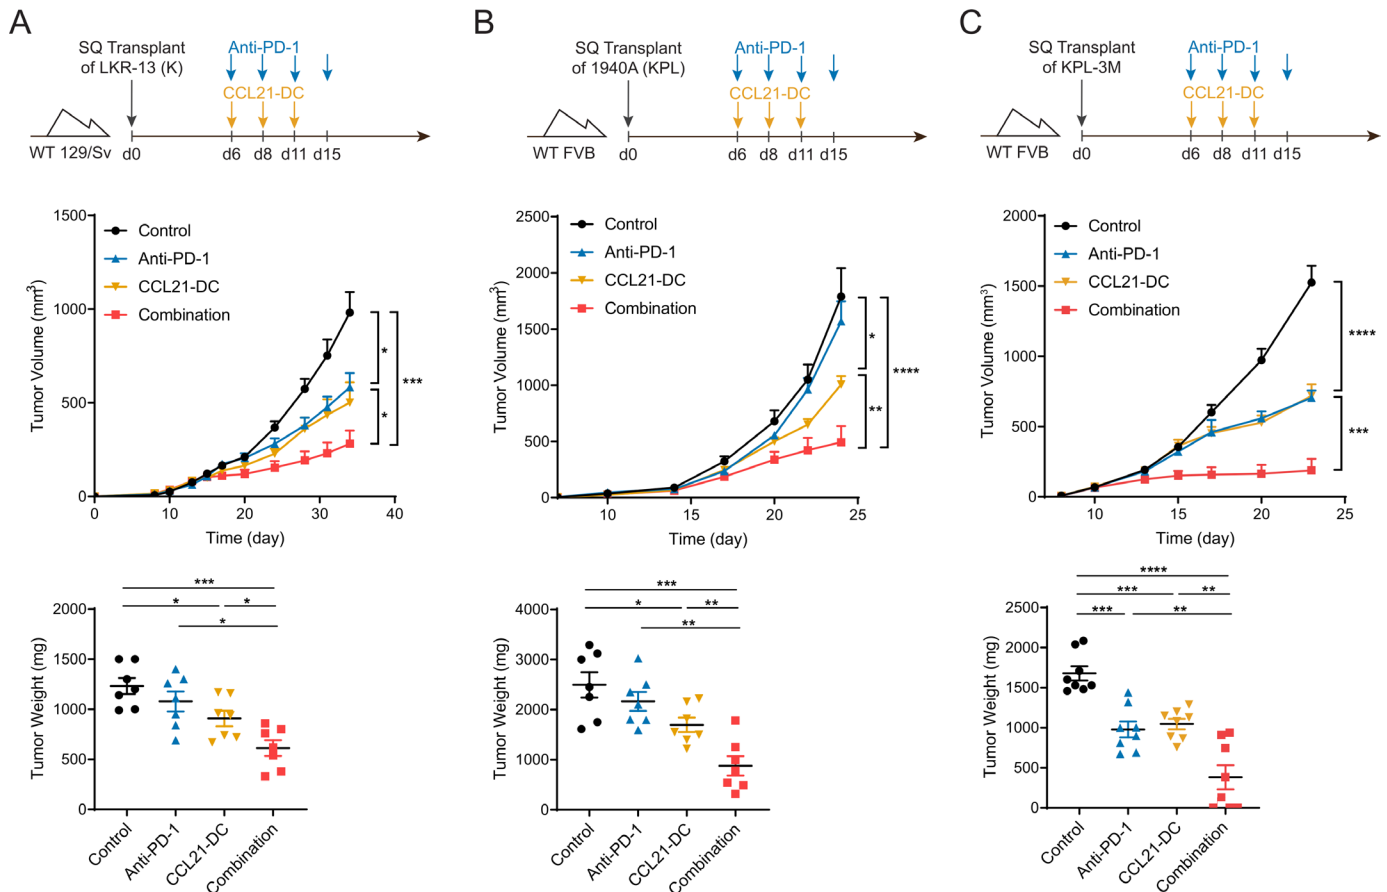 A
SQ Transplant
of LKR-13 (K)
Anti-PD-1
CCL21-DC
WT 129/Sv
d0
d6
d8
d11
d15
1500
1000
500
0
Tumor Volume (mm³)
Control
Anti-PD-1
CCL21-DC
Combination
*
*
***
0
10
20
30
40
Time (day)
***
*
*
*
2000
1500
1000
500
0
Tumor Weight (mg)
Control
Anti-PD-1
CCL21-DC
Combination
B
SQ Transplant
of 1940A (KPL)
Anti-PD-1
CCL21-DC
WT FVB
d0
d6
d8
d11
d15
2500
2000
1500
1000
500
0
Tumor Volume (mm³)
Control
Anti-PD-1
CCL21-DC
Combination
*
**
****
10
15
20
25
Time (day)
***
*
**
**
4000
3000
2000
1000
0
Tumor Weight (mg)
Control
Anti-PD-1
CCL21-DC
Combination
C
SQ Transplant
of KPL-3M
Anti-PD-1
CCL21-DC
WT FVB
d0
d6
d8
d11
d15
2000
1500
1000
500
0
Tumor Volume (mm³)
Control
Anti-PD-1
CCL21-DC
Combination
****
***
10
15
20
25
Time (day)
****
***
**
***
**
2500
2000
1500
1000
500
0
Tumor Weight (mg)
Control
Anti-PD-1
CCL21-DC
Combination